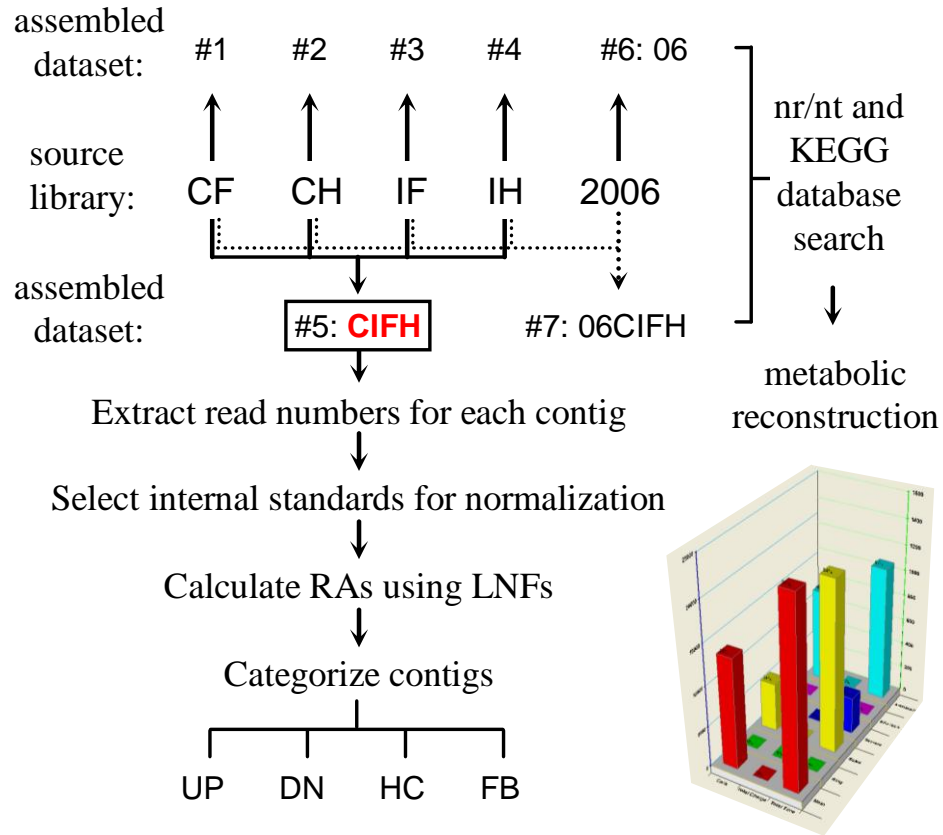 assembled dataset: #1 #2 #3 #4 #6: 06
source library: CF CH IF IH 2006
assembled dataset: #5: CIFH #7: 06CIFH
nr/nt and
KEGG
database
search
metabolic
reconstruction
Extract read numbers for each contig
Select internal standards for normalization
Calculate RAs using LNFs
Categorize contigs
UP DN HC FB